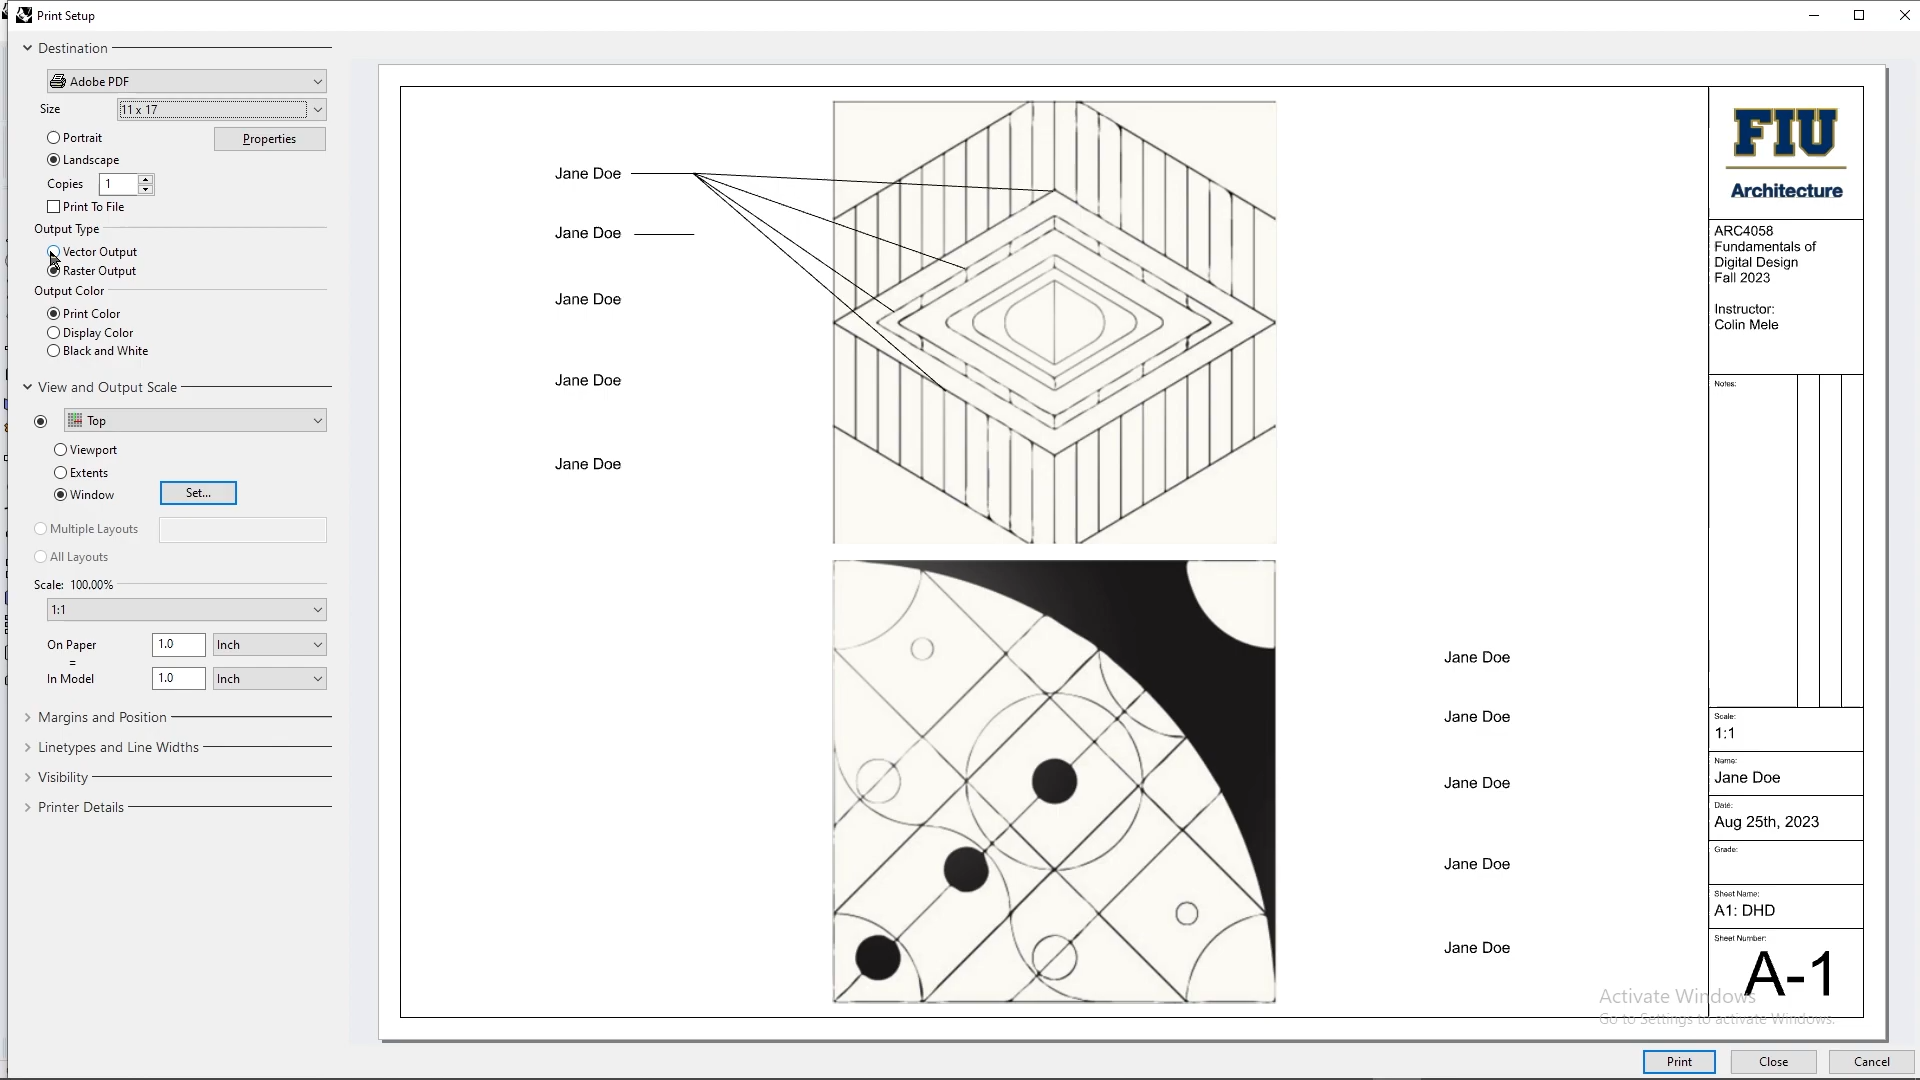 Print Setup
Destination
Adobe PDF
Size
11 x 17
Portrait
Properties
Landscape
Copies
1
Print To File
Output Type
Vector Output
Raster Output
Output Color
Print Color
Display Color
Black and White
View and Output Scale
Top
Viewport
Extents
Window
Set...
Multiple Layouts
All Layouts
Scale: 100.00%
1:1
On Paper
1.0
Inch
=
In Model
1.0
Inch
Margins and Position
Linetypes and Line Widths
Visibility
Printer Details
Jane Doe
Jane Doe
Jane Doe
Jane Doe
Jane Doe
Jane Doe
Jane Doe
Jane Doe
Jane Doe
Jane Doe
FIU
Architecture
ARC4058
Fundamentals of
Digital Design
Fall 2023
Instructor:
Colin Mele
Notes:
Scale:
1:1
Name:
Jane Doe
Date:
Aug 25th, 2023
Grade:
Sheet Name:
A1: DHD
Sheet Number:
A-1
Activate Windows
Go to Settings to activate Windows.
Print
Close
Cancel